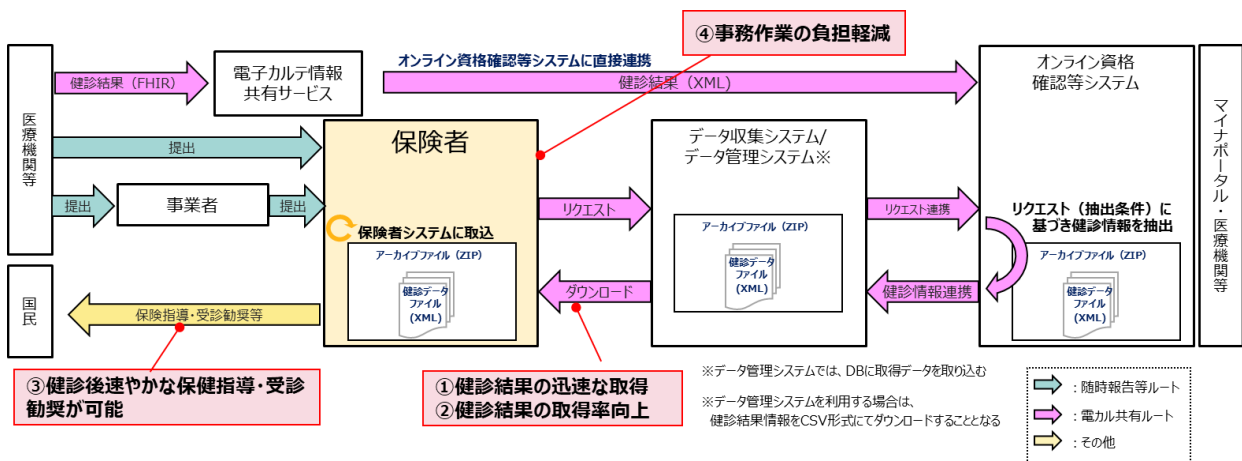 ④事務作業の負担軽減
医療機関等
健診結果（FHIR）
電子カルテ情報
共有サービス
オンライン資格確認等システムに直接連携
健診結果（XML）
オンライン資格
確認等システム
マイナポータル・医療機関等
提出
提出
事業者
提出
保険者
保険者システムに取込
アーカイブファイル（ZIP）
健診データ
ファイル
(XML)
リクエスト
ダウンロード
データ収集システム/
データ管理システム※
アーカイブファイル（ZIP）
健診データ
ファイル
(XML)
リクエスト連携
健診情報連携
リクエスト（抽出条件）に
基づき健診情報を抽出
アーカイブファイル（ZIP）
健診データ
ファイル
(XML)
国民
保険指導・受診勧奨等
③健診後速やかな保健指導・受診
勧奨が可能
①健診結果の迅速な取得
②健診結果の取得率向上
※データ管理システムでは、DBに取得データを取り込む
※データ管理システムを利用する場合は、
健診結果情報をCSV形式にてダウンロードすることとなる
：随時報告等ルート
：電カル共有ルート
：その他